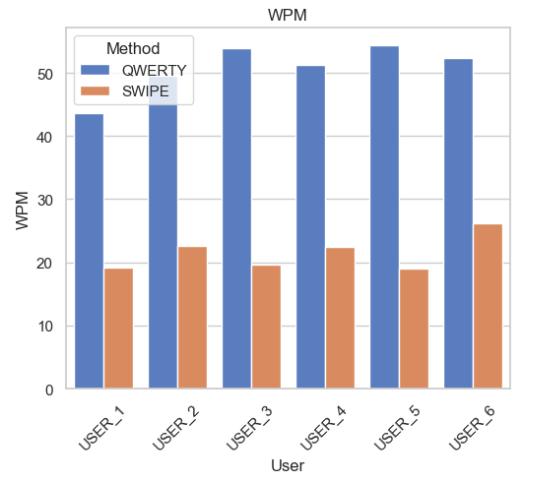 WPM
Method
QWERTY
SWIPE
WPM
50
40
30
20
10
0
USER_1
USER_2
USER_3
USER_4
USER_5
USER_6
User